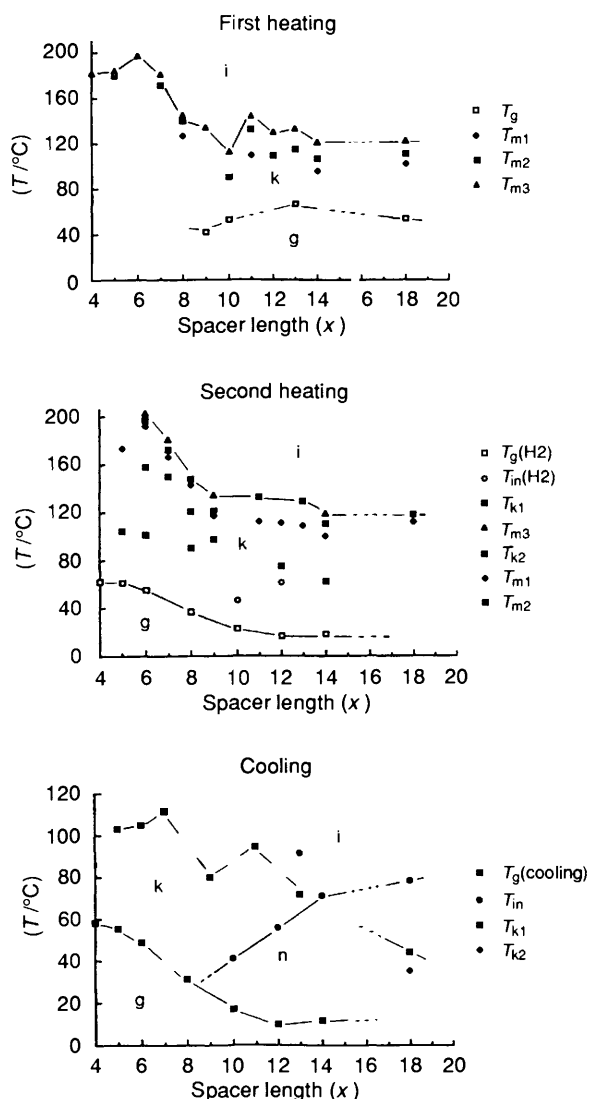 First heating
(T /°C)
200
160
120
80
40
0
i
k
g
4 6 8 10 12 14 6 18 20
Spacer length (x)
Tg
Tm1
Tm2
Tm3
Second heating
(T /°C)
200
160
120
80
40
0
i
k
g
4 6 8 10 12 14 16 18 20
Spacer length (x)
Tg(H2)
Tin(H2)
Tk1
Tm3
Tk2
Tm1
Tm2
Cooling
(T /°C)
120
100
80
60
40
20
0
i
k
n
g
4 6 8 10 12 14 16 18 20
Spacer length (x)
Tg(cooling)
Tin
Tk1
Tk2